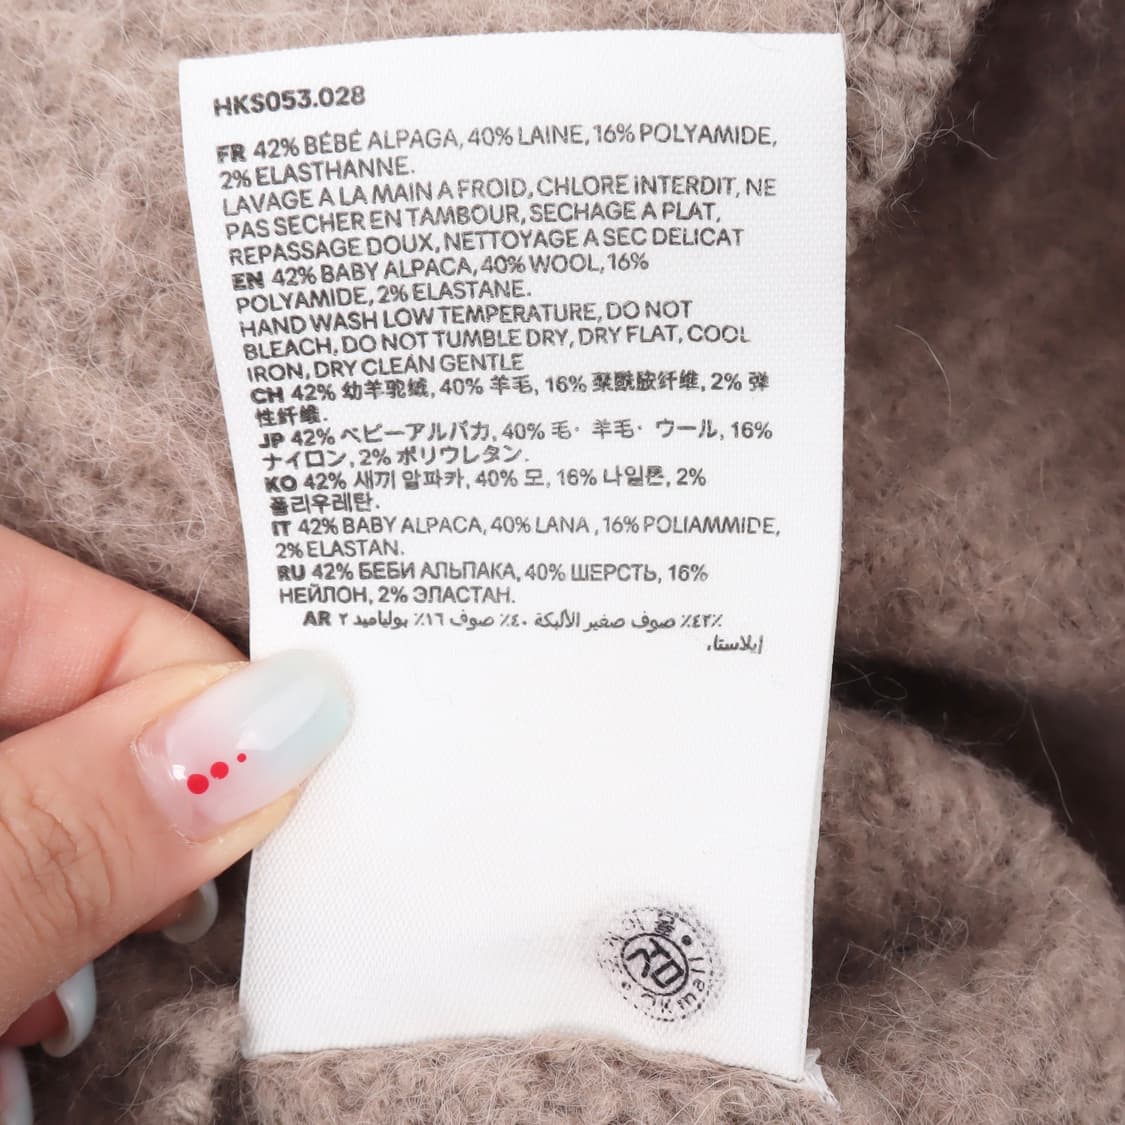 HKS053.028
FR 42% BÉBÉ ALPAGA, 40% LAINE, 16% POLYAMIDE,
2% ELASTHANNE.
LAVAGE A LA MAIN A FROID, CHLORE INTERDIT, NE
PAS SECHER EN TAMBOUR, SECHAGE A PLAT,
REPASSAGE DOUX, NETTOYAGE A SEC DELICAT
EN 42% BABY ALPACA, 40% WOOL, 16%
POLYAMIDE, 2% ELASTANE.
HAND WASH LOW TEMPERATURE, DO NOT
BLEACH, DO NOT TUMBLE DRY, DRY FLAT, COOL
IRON, DRY CLEAN GENTLE
CH 42% 幼羊驼绒, 40% 羊毛, 16% 聚酰胺纤维, 2% 弹
性纤维.
JP 42% ベビーアルパカ, 40% 毛・羊毛・ウール, 16%
ナイロン, 2% ポリウレタン.
KO 42% 새끼 알파카, 40% 모, 16% 나일론, 2%
폴리우레탄.
IT 42% BABY ALPACA, 40% LANA , 16% POLIAMMIDE,
2% ELASTAN.
RU 42% БЕБИ АЛЬПАКА, 40% ШЕРСТЬ, 16%
НЕЙЛОН, 2% ЭЛАСТАН.
AR ٪٤٢ صوف صغير الألبكة ٪٤٠ صوف ٪١٦ بولياميد ٢
إيلاستان.